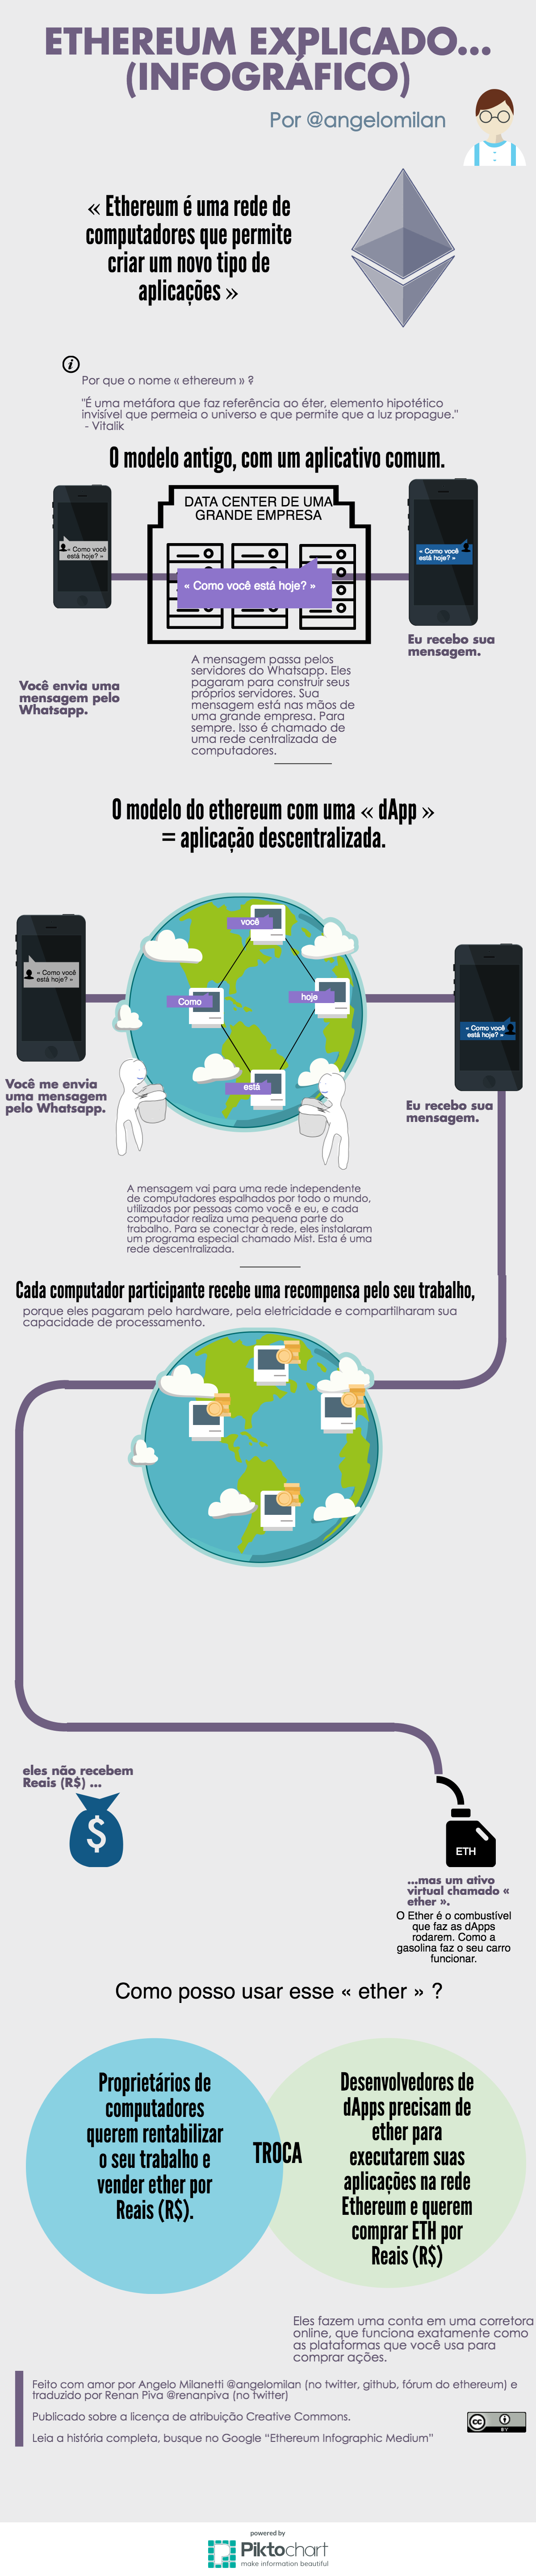 ETHEREUM EXPLICADO...
(INFOGRÁFICO)
Por @angelomilan
« Ethereum é uma rede de
computadores que permite
criar um novo tipo de
aplicações »
i
Por que o nome « ethereum » ?
"É uma metáfora que faz referência ao éter, elemento hipotético
invisível que permeia o universo e que permite que a luz propague."
- Vitalik
O modelo antigo, com um aplicativo comum.
DATA CENTER DE UMA
GRANDE EMPRESA
« Como você
está hoje? »
« Como você está hoje? »
« Como você
está hoje? »
Eu recebo sua
mensagem.
Você envia uma
mensagem pelo
Whatsapp.
A mensagem passa pelos
servidores do Whatsapp. Eles
pagaram para construir seus
próprios servidores. Sua
mensagem está nas mãos de
uma grande empresa. Para
sempre. Isso é chamado de
uma rede centralizada de
computadores.
O modelo do ethereum com uma « dApp »
= aplicação descentralizada.
você
« Como você
está hoje? »
Como
hoje
« Como você
está hoje? »
está
Você me envia
uma mensagem
pelo Whatsapp.
Eu recebo sua
mensagem.
A mensagem vai para uma rede independente
de computadores espalhados por todo o mundo,
utilizados por pessoas como você e eu, e cada
computador realiza uma pequena parte do
trabalho. Para se conectar à rede, eles instalaram
um programa especial chamado Mist. Esta é uma
rede descentralizada.
Cada computador participante recebe uma recompensa pelo seu trabalho,
porque eles pagaram pelo hardware, pela eletricidade e compartilharam sua
capacidade de processamento.
eles não recebem
Reais (R$) ...
$
ETH
...mas um ativo
virtual chamado «
ether ».
O Ether é o combustível
que faz as dApps
rodarem. Como a
gasolina faz o seu carro
funcionar.
Como posso usar esse « ether » ?
Proprietários de
computadores
querem rentabilizar
o seu trabalho e
vender ether por
Reais (R$).
TROCA
Desenvolvedores de
dApps precisam de
ether para
executarem suas
aplicações na rede
Ethereum e querem
comprar ETH por
Reais (R$)
Eles fazem uma conta em uma corretora
online, que funciona exatamente como
as plataformas que você usa para
comprar ações.
Feito com amor por Angelo Milanetti @angelomilan (no twitter, github, fórum do ethereum) e
traduzido por Renan Piva @renanpiva (no twitter)
Publicado sobre a licença de atribuição Creative Commons.
cc
BY
Leia a história completa, busque no Google “Ethereum Infographic Medium”
powered by
Piktochart
make information beautiful